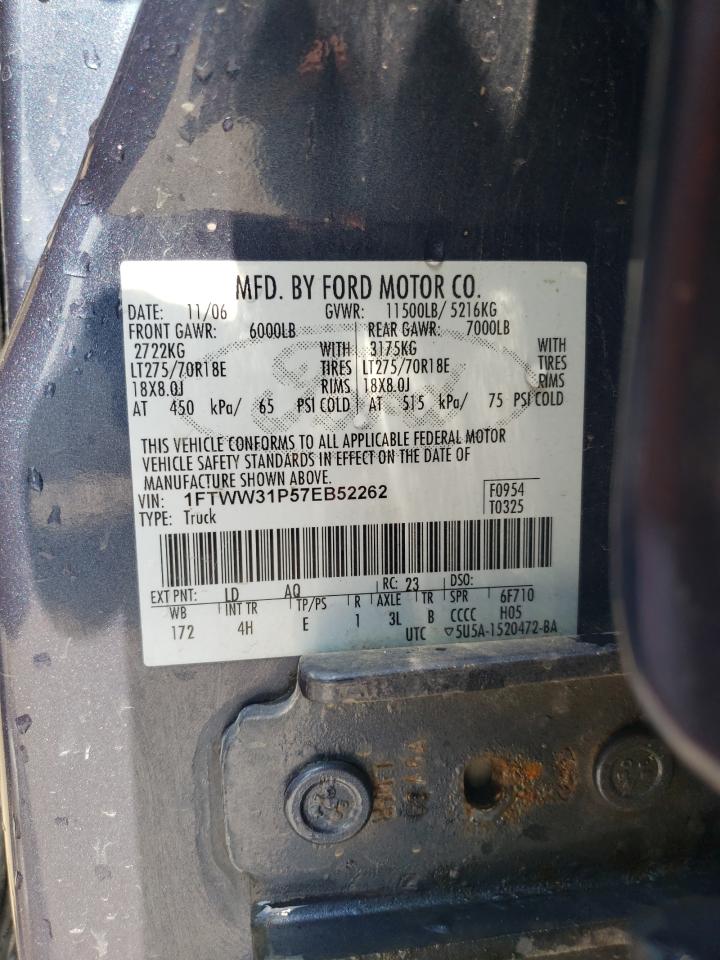 MFD. BY FORD MOTOR CO.
DATE: 11/06 GVWR: 11500LB/ 5216KG
FRONT GAWR: 6000LB REAR GAWR: 7000LB
2722KG WITH 3175KG WITH
LT275/70R18E TIRES LT275/70R18E TIRES
18X8.0J RIMS 18X8.0J RIMS
AT 450 kPa/ 65 PSI COLD AT 515 kPa/ 75 PSI COLD
THIS VEHICLE CONFORMS TO ALL APPLICABLE FEDERAL MOTOR
VEHICLE SAFETY STANDARDS IN EFFECT ON THE DATE OF
MANUFACTURE SHOWN ABOVE.
VIN: 1FTWW31P57EB52262 F0954
TYPE: Truck T0325
EXT PNT: LD AQ RC: 23 DSO:
WB INT TR TP/PS R AXLE TR SPR 6F710
172 4H E 1 3L B CCCC H05
UTC ▽5U5A-1520472-BA